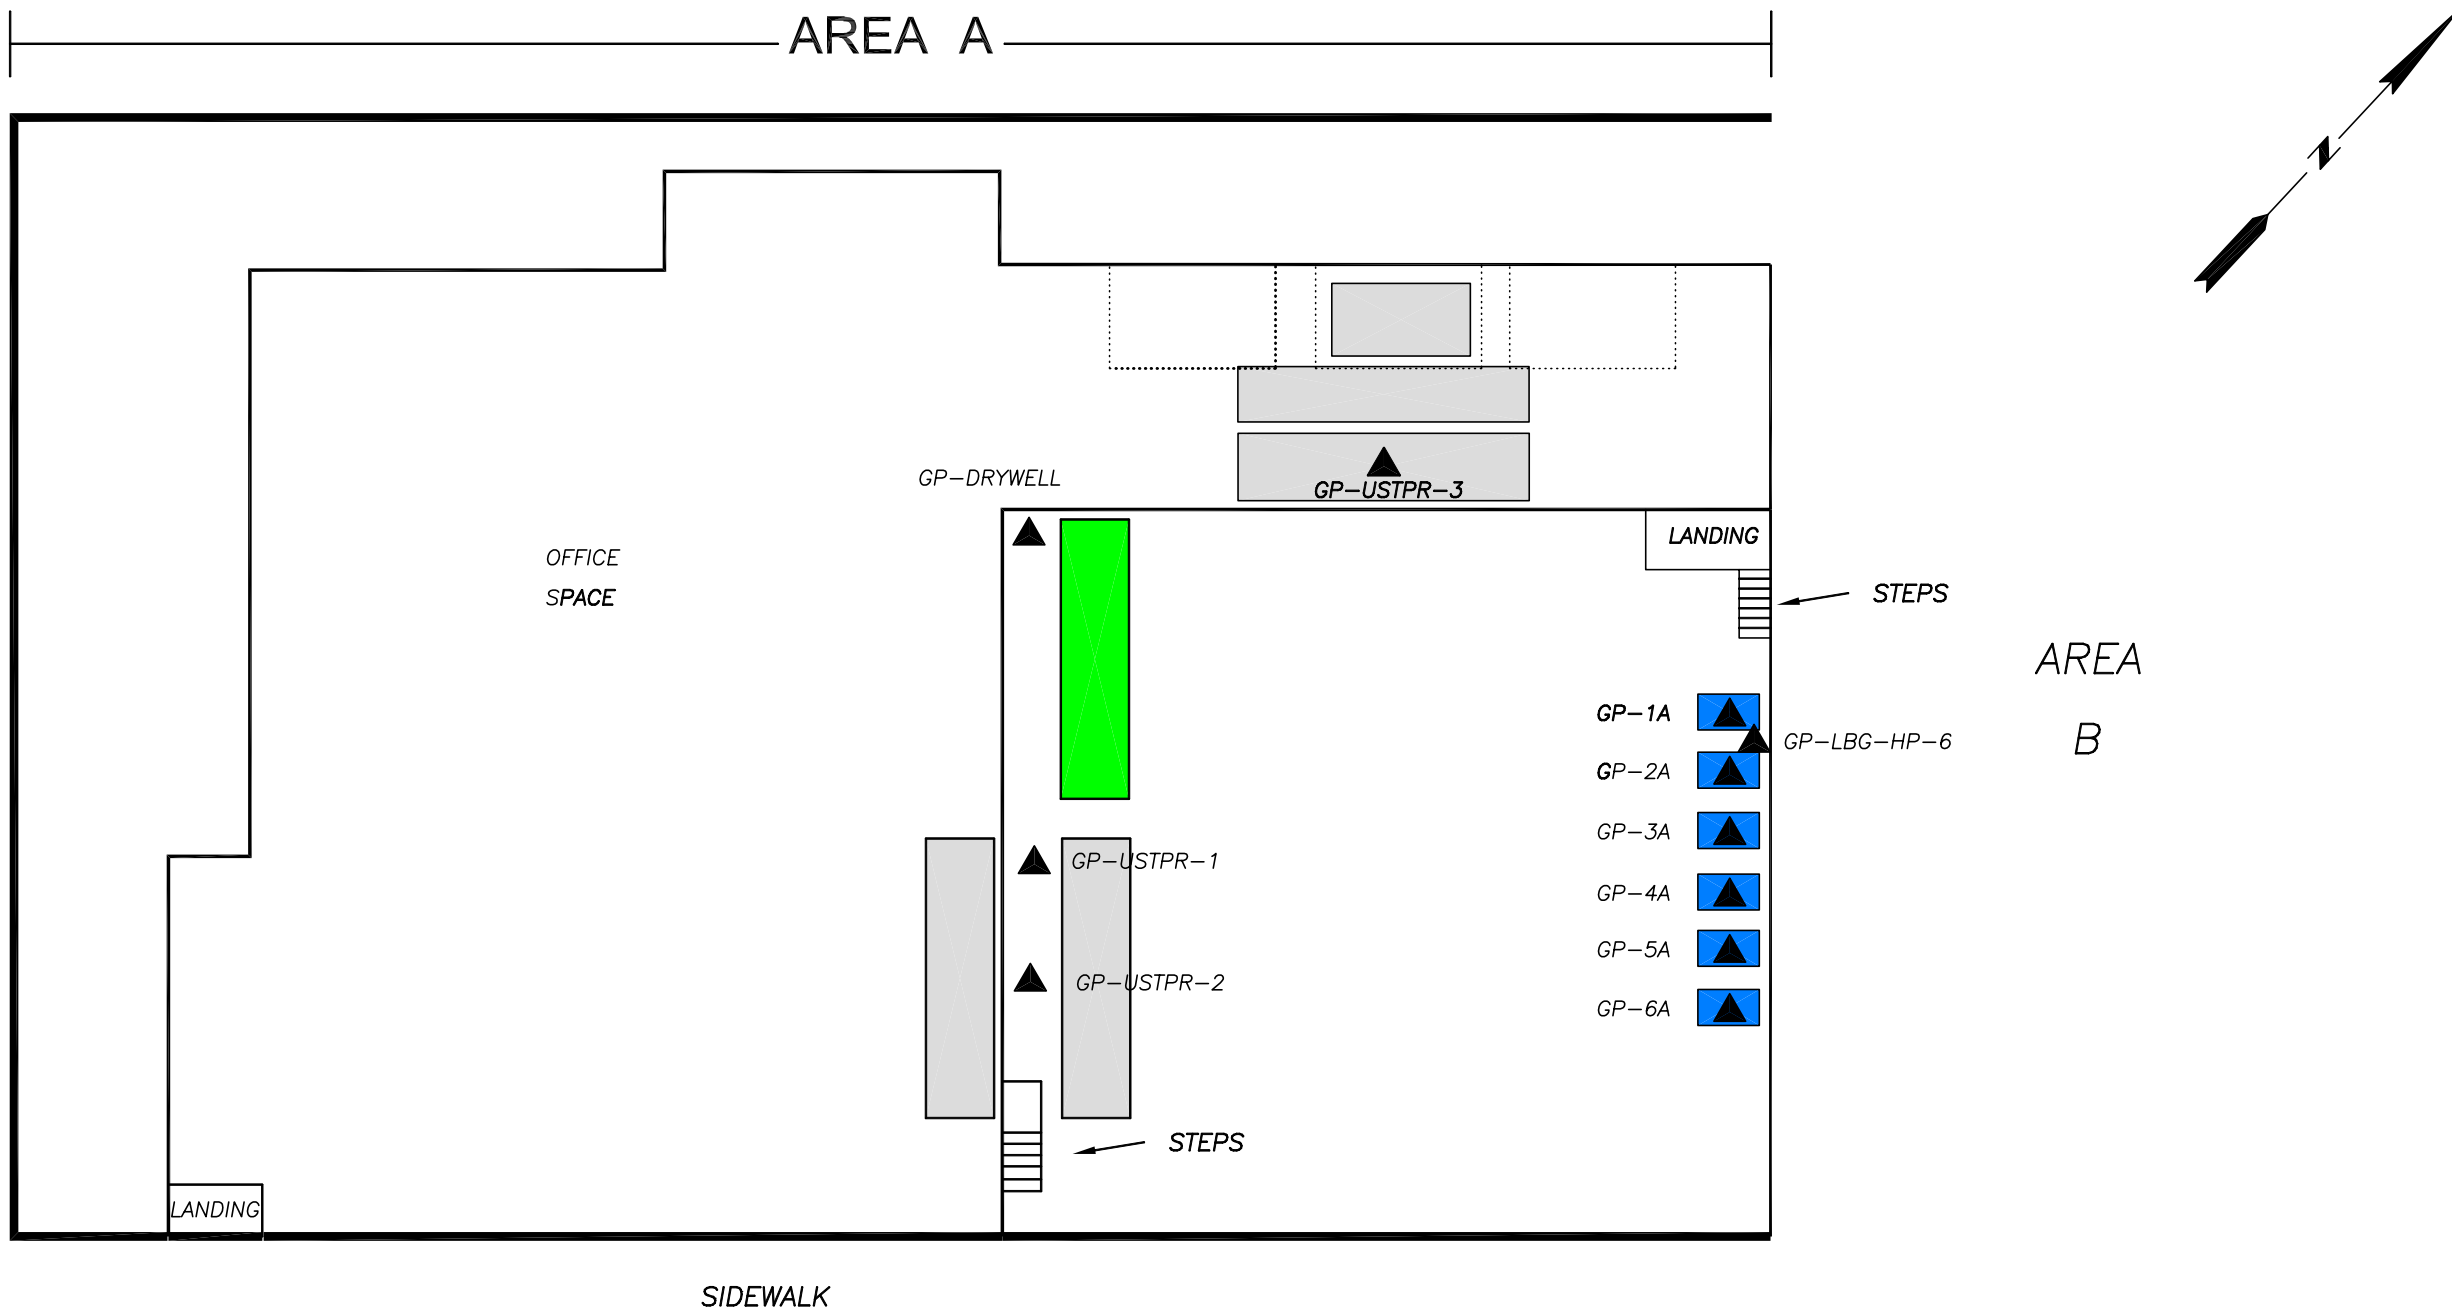 AREA A
N
GP-DRYWELL
GP-USTPR-3
LANDING
OFFICE
SPACE
STEPS
AREA
B
GP-1A
GP-LBG-HP-6
GP-2A
GP-3A
GP-USTPR-1
GP-4A
GP-5A
GP-USTPR-2
GP-6A
STEPS
LANDING
SIDEWALK